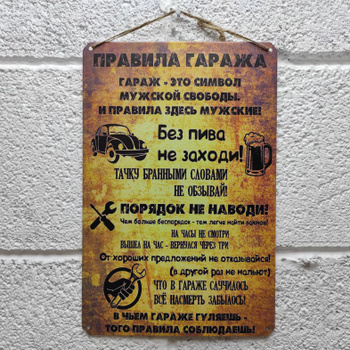 ПРАВИЛА ГАРАЖА
ГАРАЖ - ЭТО СИМВОЛ
МУЖСКОЙ СВОБОДЫ.
И ПРАВИЛА ЗДЕСЬ МУЖСКИЕ!
Без пива
не заходи!
ТАЧКУ БРАННЫМИ СЛОВАМИ
НЕ ОБЗЫВАЙ!
ПОРЯДОК НЕ НАВОДИ!
Чем больше беспорядок - тем легче найти важное!
НА ЧАСЫ НЕ СМОТРИ
ВЫШЕЛ НА ЧАС - ВЕРНУЛСЯ ЧЕРЕЗ ТРИ
От хороших предложений не отказывайся!
(в другой раз не нальют)
ЧТО В ГАРАЖЕ СЛУЧИЛОСЬ
ВСЁ НАСМЕРТЬ ЗАБЫЛОСЬ!
В ЧЬЕМ ГАРАЖЕ ГУЛЯЕШЬ -
ТОГО ПРАВИЛА СОБЛЮДАЕШЬ!